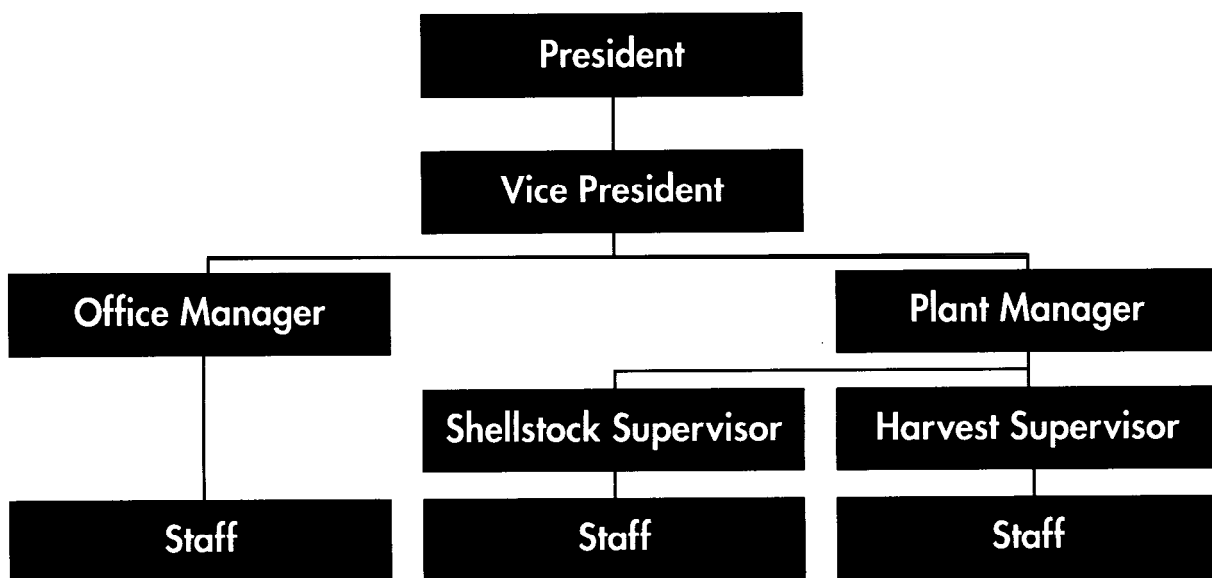 President
Vice President
Office Manager
Plant Manager
Shellstock Supervisor
Harvest Supervisor
Staff
Staff
Staff